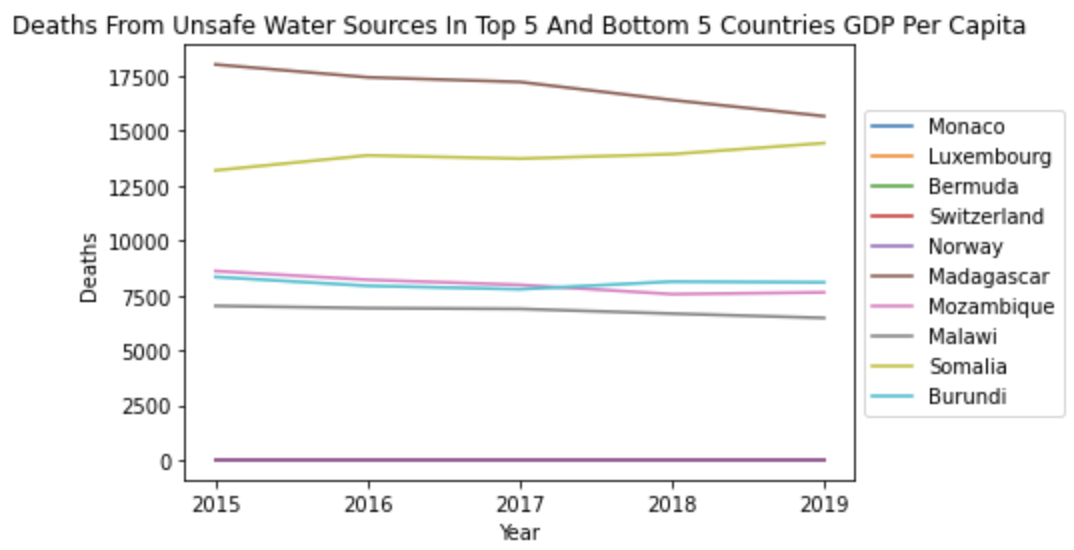 Deaths From Unsafe Water Sources In Top 5 And Bottom 5 Countries GDP Per Capita
17500
15000
12500
10000
7500
5000
2500
0
Deaths
2015 2016 2017 2018 2019
Year
Monaco
Luxembourg
Bermuda
Switzerland
Norway
Madagascar
Mozambique
Malawi
Somalia
Burundi